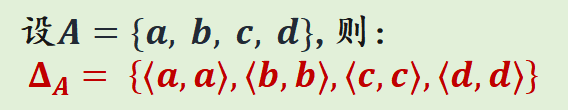 设A = {a, b, c, d}, 则:
Δ_A = {⟨a, a⟩, ⟨b, b⟩, ⟨c, c⟩, ⟨d, d⟩}